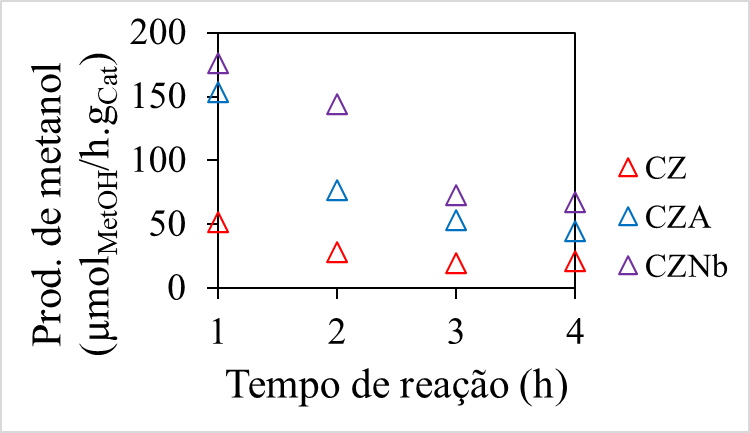 Prod. de metanol
(μmolMetOH/h.gCat)
200
150
100
50
0
1 2 3 4
Tempo de reação (h)
CZ
CZA
CZNb